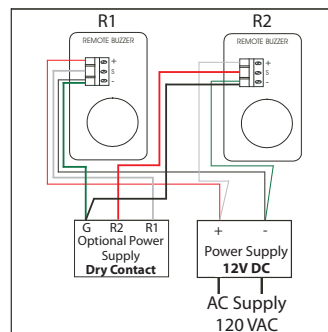 R1
R2
REMOTE BUZZER
REMOTE BUZZER
+
S
-
+
S
-
G R2 R1
Optional Power
Supply
Dry Contact
+ -
Power Supply
12V DC
AC Supply
120 VAC